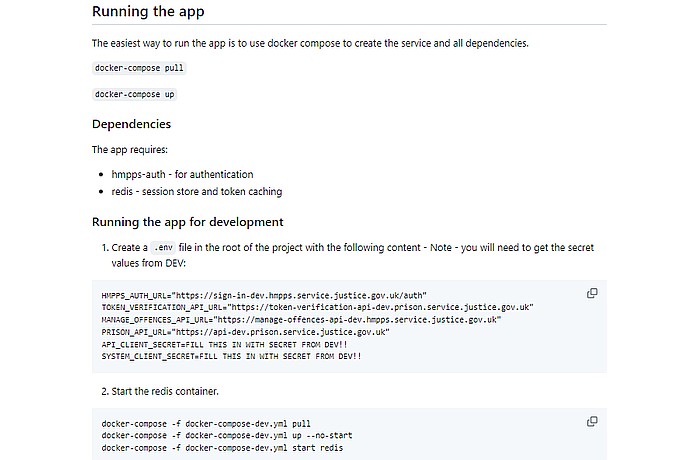 Running the app
The easiest way to run the app is to use docker compose to create the service and all dependencies.
docker-compose pull
docker-compose up
Dependencies
The app requires:
hmpps-auth - for authentication
redis - session store and token caching
Running the app for development
1. Create a .env file in the root of the project with the following content - Note - you will need to get the secret
values from DEV:
HMPPS_AUTH_URL="https://sign-in-dev.hmpps.service.justice.gov.uk/auth"
TOKEN_VERIFICATION_API_URL="https://token-verification-api-dev.prison.service.justice.gov.uk"
MANAGE_OFFENCES_API_URL="https://manage-offences-api-dev.hmpps.service.justice.gov.uk"
PRISON_API_URL="https://api-dev.prison.service.justice.gov.uk"
API_CLIENT_SECRET=FILL THIS IN WITH SECRET FROM DEV!!
SYSTEM_CLIENT_SECRET=FILL THIS IN WITH SECRET FROM DEV!!
2. Start the redis container.
docker-compose -f docker-compose-dev.yml pull
docker-compose -f docker-compose-dev.yml up --no-start
docker-compose -f docker-compose-dev.yml start redis